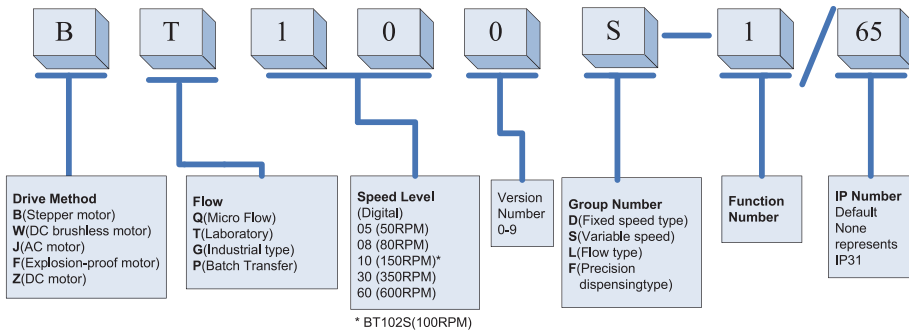 B T 1 0 0 S - 1 / 65
Drive Method
B(Stepper motor)
W(DC brushless motor)
J(AC motor)
F(Explosion-proof motor)
Z(DC motor)
Flow
Q(Micro Flow)
T(Laboratory)
G(Industrial type)
P(Batch Transfer)
Speed Level
(Digital)
05 (50RPM)
08 (80RPM)
10 (150RPM)*
30 (350RPM)
60 (600RPM)
* BT102S(100RPM)
Version
Number
0-9
Group Number
D(Fixed speed type)
S(Variable speed)
L(Flow type)
F(Precision
dispensingtype)
Function
Number
IP Number
Default
None
represents
IP31